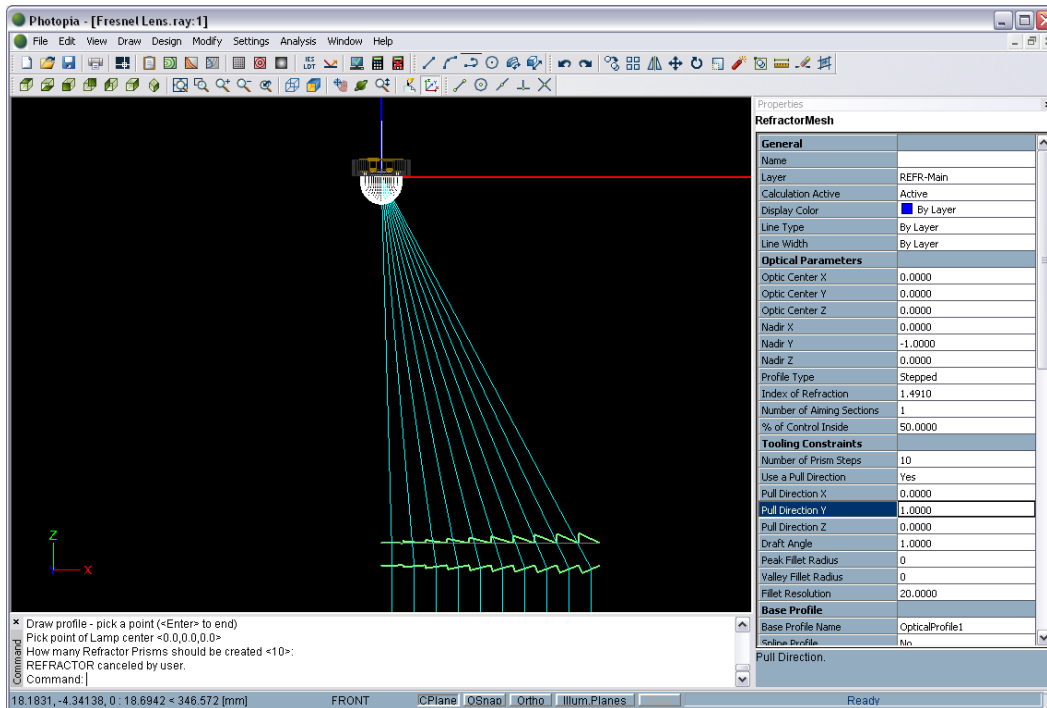 Photopia - [Fresnel Lens.ray:1]
File Edit View Draw Design Modify Settings Analysis Window Help
IES
LDT
Properties
RefractorMesh
General
Name
Layer REFR-Main
Calculation Active Active
Display Color By Layer
Line Type By Layer
Line Width By Layer
Optical Parameters
Optic Center X 0.0000
Optic Center Y 0.0000
Optic Center Z 0.0000
Nadir X 0.0000
Nadir Y -1.0000
Nadir Z 0.0000
Profile Type Stepped
Index of Refraction 1.4910
Number of Aiming Sections 1
% of Control Inside 50.0000
Tooling Constraints
Number of Prism Steps 10
Use a Pull Direction Yes
Pull Direction X 0.0000
Pull Direction Y 1.0000
Pull Direction Z 0.0000
Draft Angle 1.0000
Peak Fillet Radius 0
Valley Fillet Radius 0
Fillet Resolution 20.0000
Base Profile
Base Profile Name OpticalProfile1
Spline Profile No
Pull Direction.
Z
X
Command
Draw profile - pick a point (<Enter> to end)
Pick point of Lamp center <0.0,0.0,0.0>
How many Refractor Prisms should be created <10>:
REFRACTOR canceled by user.
Command:
18.1831, -4.34138, 0 : 18.6942 < 346.572 [mm] FRONT CPlane OSnap Ortho Illum.Planes Ready